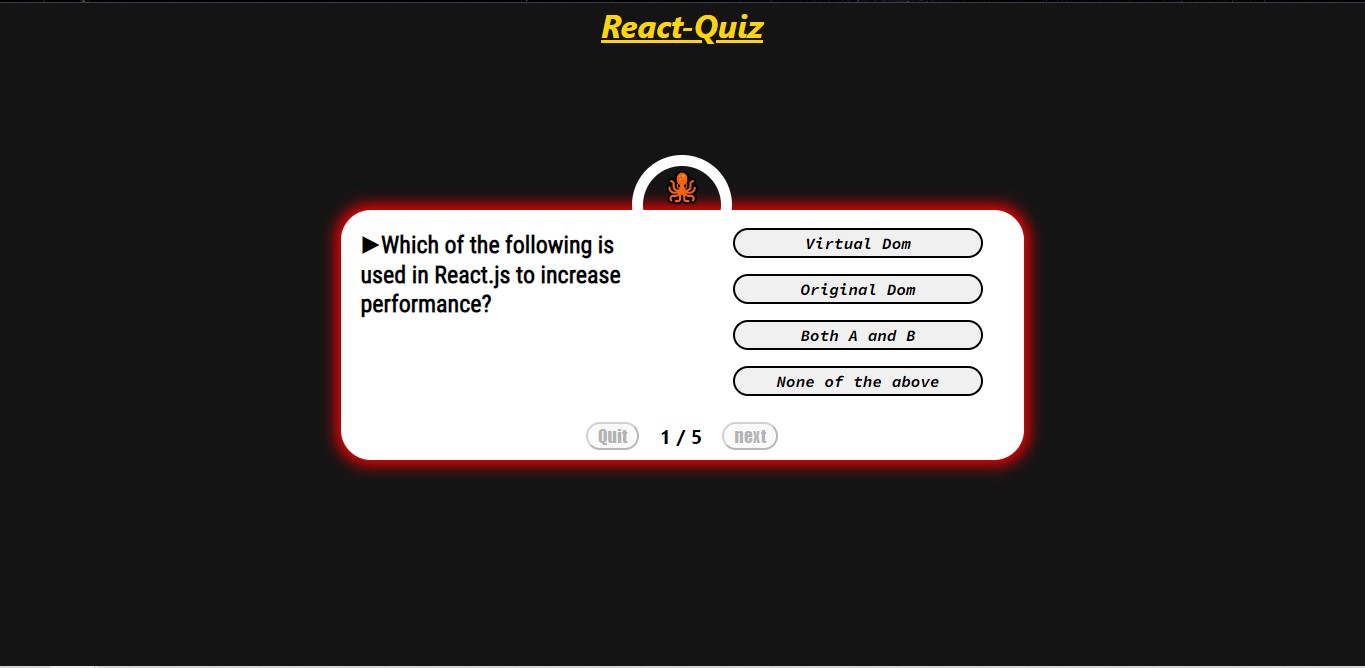 React-Quiz
►Which of the following is
used in React.js to increase
performance?
Virtual Dom
Original Dom
Both A and B
None of the above
Quit 1 / 5 next